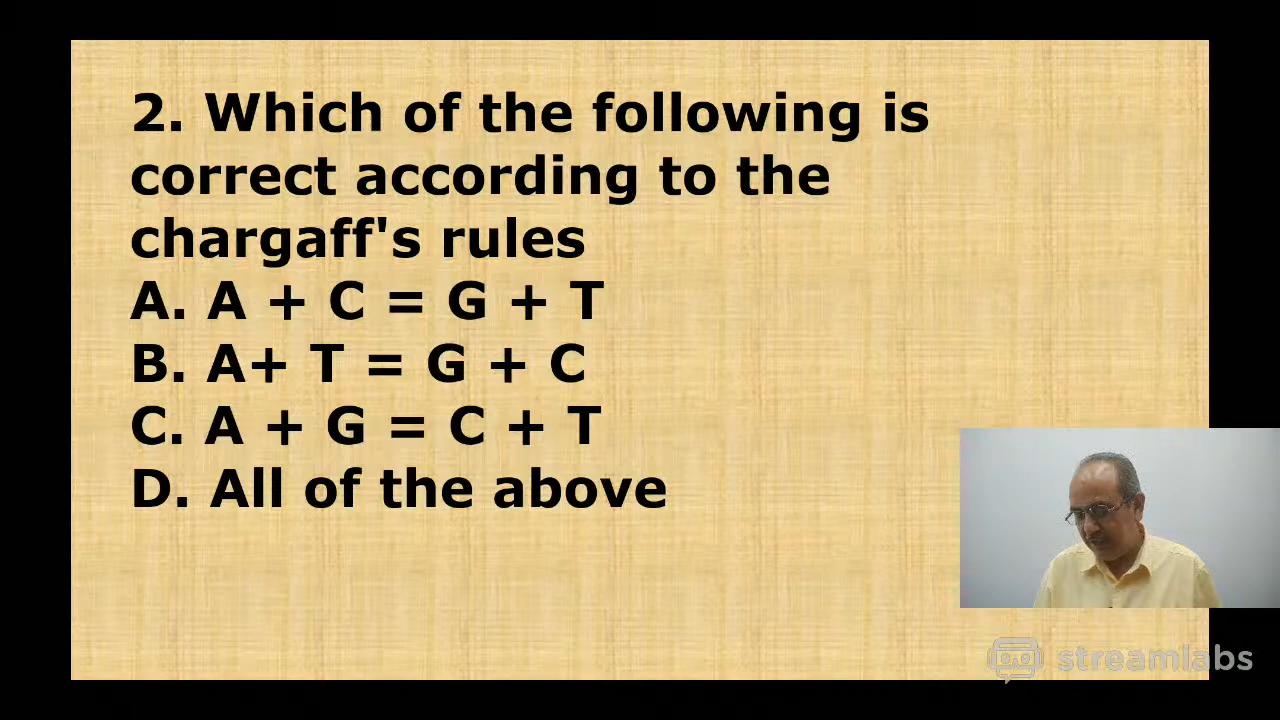 2. Which of the following is
correct according to the
chargaff's rules
A. A + C = G + T
B. A+ T = G + C
C. A + G = C + T
D. All of the above
streamlabs